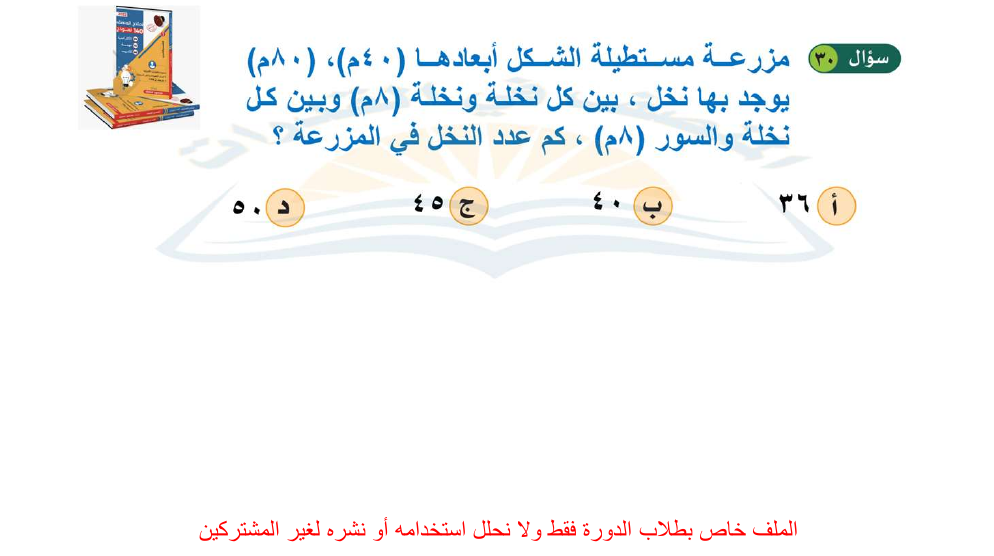 سؤال ٣٠
مزرعة مستطيلة الشكل أبعادها (٤٠م)، (٨٠م)
يوجد بها نخل ، بين كل نخلة ونخلة (٨م) وبين كل
نخلة والسور (٨م) ، كم عدد النخل في المزرعة ؟
أ ٣٦ ب ٤٠ ج ٤٥ د ٥٠
الملف خاص بطلاب الدورة فقط ولا نحلل استخدامه أو نشره لغير المشتركين